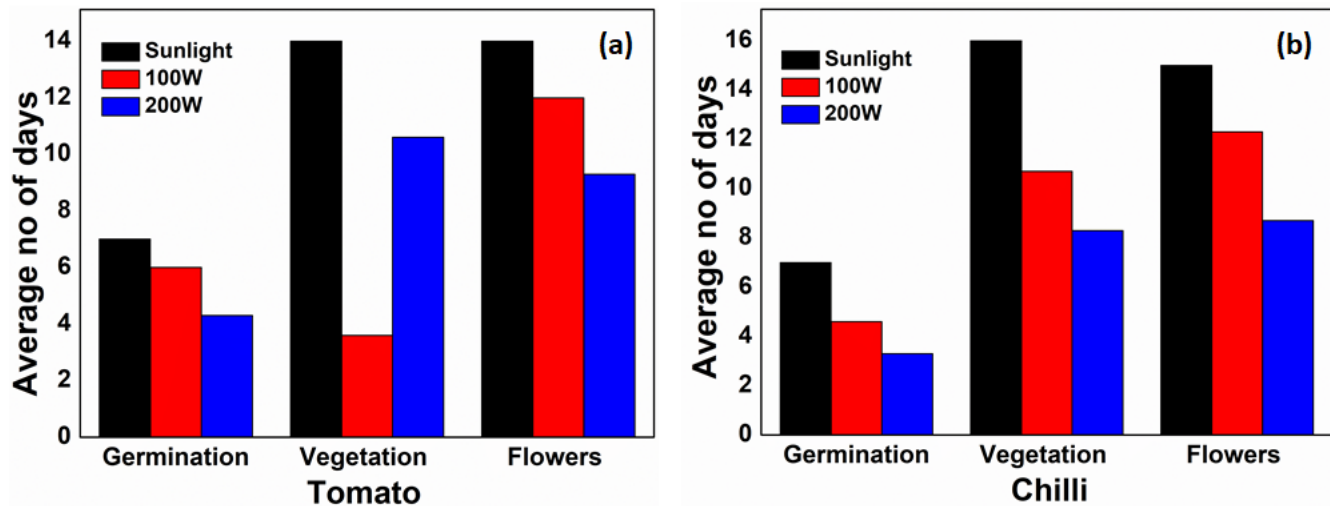 (a)
Sunlight
100W
200W
Average no of days
14
12
10
8
6
4
2
0
Germination Vegetation Flowers
Tomato
(b)
Sunlight
100W
200W
Average no of days
16
14
12
10
8
6
4
2
0
Germination Vegetation Flowers
Chilli